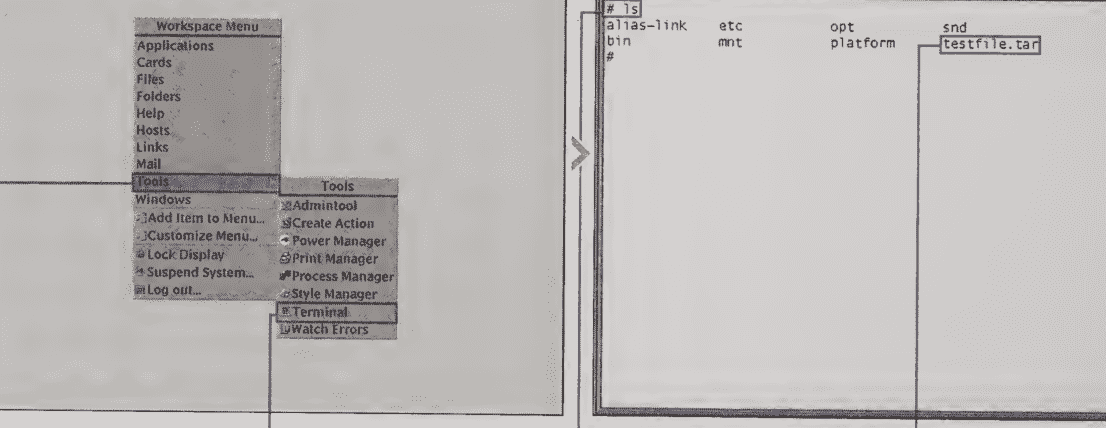 Workspace Menu
Applications
Cards
Files
Folders
Help
Hosts
Links
Mail
Tools
Windows
Add Item to Menu...
Customize Menu...
Lock Display
Suspend System...
Log out...
Tools
Admintool
Create Action
Power Manager
Print Manager
Process Manager
Style Manager
Terminal
Watch Errors
# ls
alias-link etc opt snd
bin mnt platform testfile.tar
#